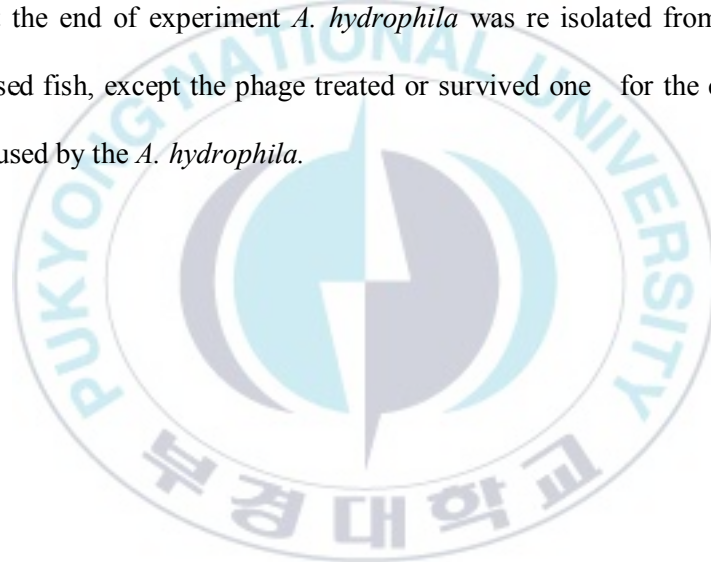 the end of experiment A. hydrophila was re isolated from
sed fish, except the phage treated or survived one for the
used by the A. hydrophila.
PUKYONG NATIONAL UNIVERSITY
부경대학교